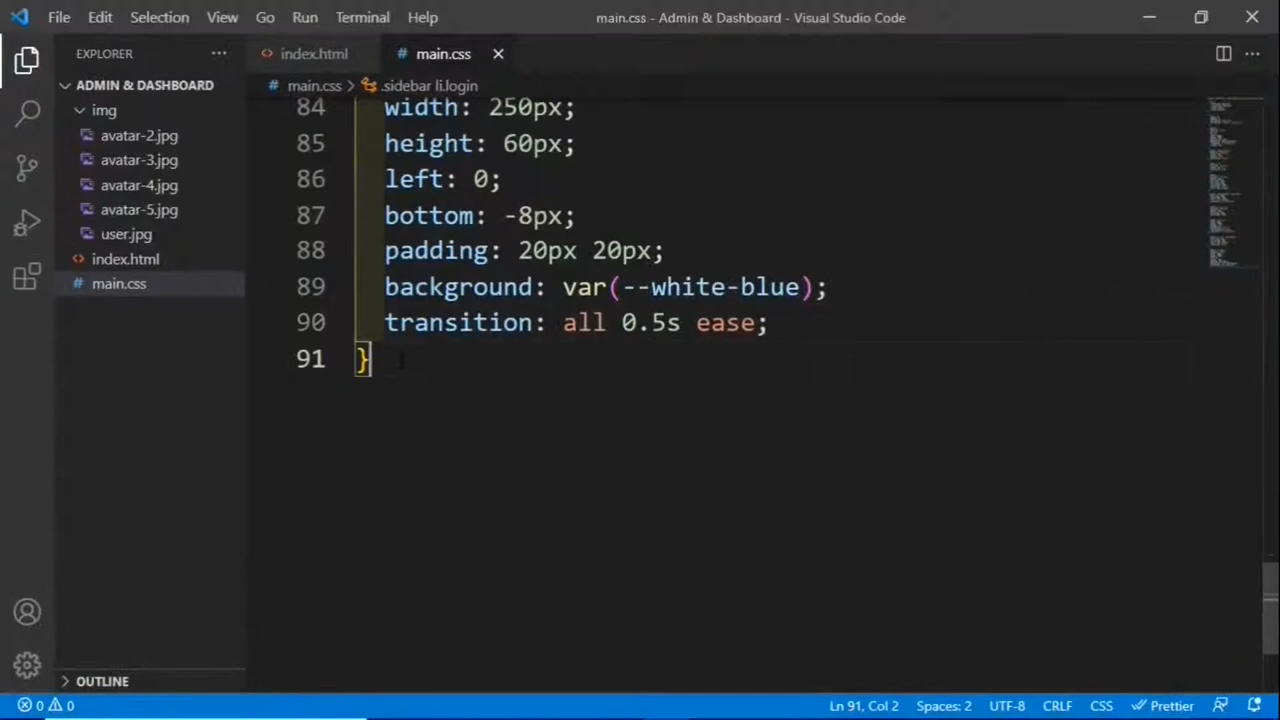 File Edit Selection View Go Run Terminal Help main.css - Admin & Dashboard - Visual Studio Code
EXPLORER
ADMIN & DASHBOARD
img
avatar-2.jpg
avatar-3.jpg
avatar-4.jpg
avatar-5.jpg
user.jpg
index.html
main.css
OUTLINE
index.html
main.css
main.css > .sidebar li.login
84 width: 250px;
85 height: 60px;
86 left: 0;
87 bottom: -8px;
88 padding: 20px 20px;
89 background: var(--white-blue);
90 transition: all 0.5s ease;
91 }
0 0 Ln 91, Col 2 Spaces: 2 UTF-8 CRLF CSS Prettier